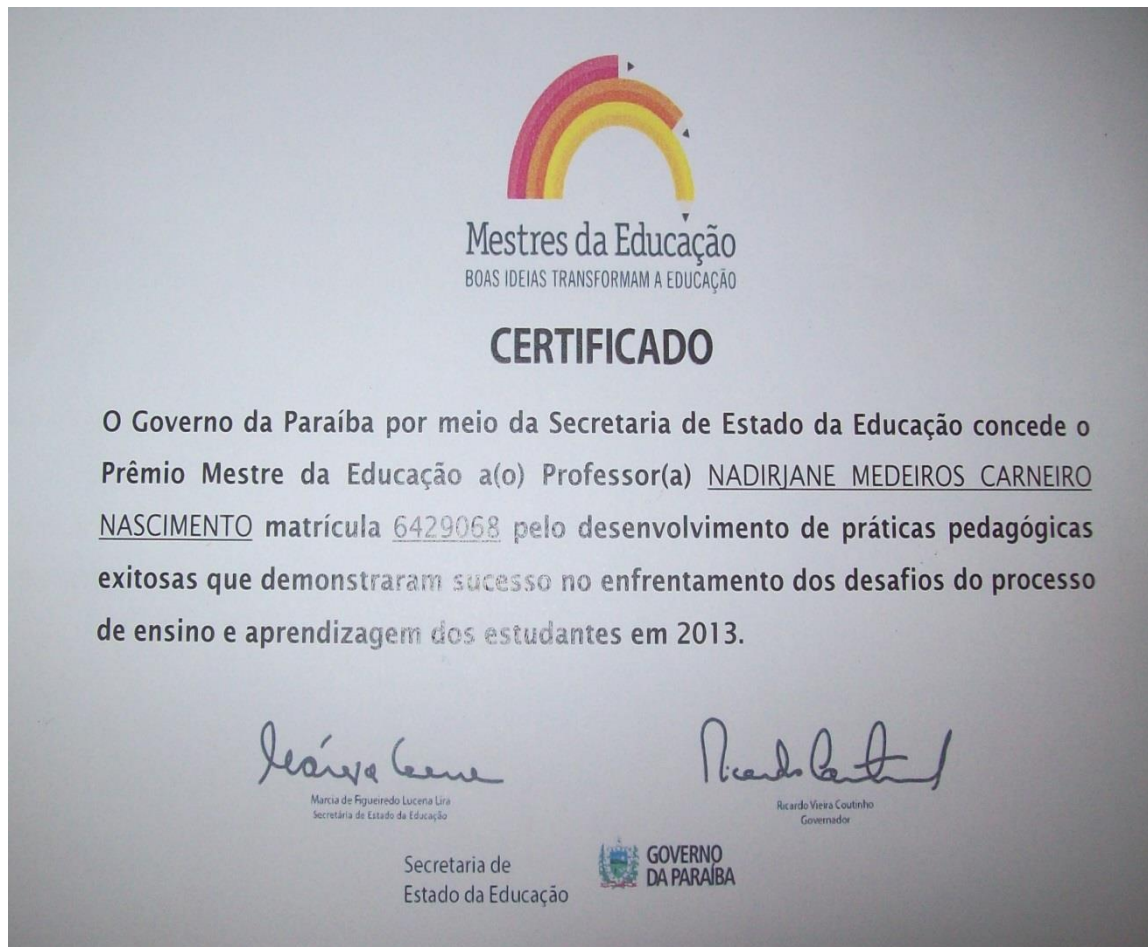 Mestres da Educação
BOAS IDEIAS TRANSFORMAM A EDUCAÇÃO
CERTIFICADO
O Governo da Paraíba por meio da Secretaria de Estado da Educação concede o
Prêmio Mestre da Educação a(o) Professor(a) NADIRJANE MEDEIROS CARNEIRO
NASCIMENTO matrícula 6429068 pelo desenvolvimento de práticas pedagógicas
exitosas que demonstraram sucesso no enfrentamento dos desafios do processo
de ensino e aprendizagem dos estudantes em 2013.
Marcia de Figueiredo Lucena Lira
Secretária de Estado da Educação
Ricardo Vieira Coutinho
Governador
Secretaria de
Estado da Educação
GOVERNO
DA PARAÍBA